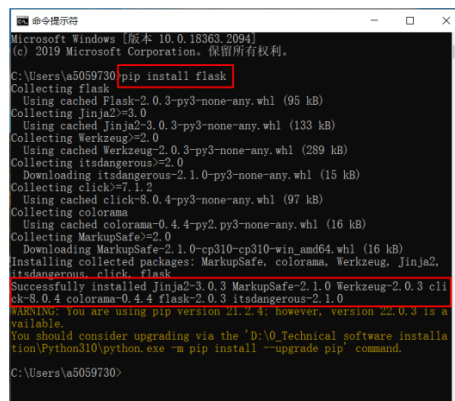 命令提示符
Microsoft Windows [版本 10.0.18363.2094]
(c) 2019 Microsoft Corporation。保留所有权利。
C:\Users\a5059730>pip install flask
Collecting flask
  Using cached Flask-2.0.3-py3-none-any.whl (95 kB)
Collecting Jinja2>=3.0
  Using cached Jinja2-3.0.3-py3-none-any.whl (133 kB)
Collecting Werkzeug>=2.0
  Using cached Werkzeug-2.0.3-py3-none-any.whl (289 kB)
Collecting itsdangerous>=2.0
  Downloading itsdangerous-2.1.0-py3-none-any.whl (15 kB)
Collecting click>=7.1.2
  Using cached click-8.0.4-py3-none-any.whl (97 kB)
Collecting colorama
  Using cached colorama-0.4.4-py2.py3-none-any.whl (16 kB)
Collecting MarkupSafe>=2.0
  Downloading MarkupSafe-2.1.0-cp310-cp310-win_amd64.whl (16 kB)
Installing collected packages: MarkupSafe, colorama, Werkzeug, Jinja2,
itsdangerous, click, flask
Successfully installed Jinja2-3.0.3 MarkupSafe-2.1.0 Werkzeug-2.0.3 cli
ck-8.0.4 colorama-0.4.4 flask-2.0.3 itsdangerous-2.1.0
WARNING: You are using pip version 21.2.4; however, version 22.0.3 is a
vailable.
You should consider upgrading via the 'D:\0_Technical software installa
tion\Python310\python.exe -m pip install --upgrade pip' command.
C:\Users\a5059730>